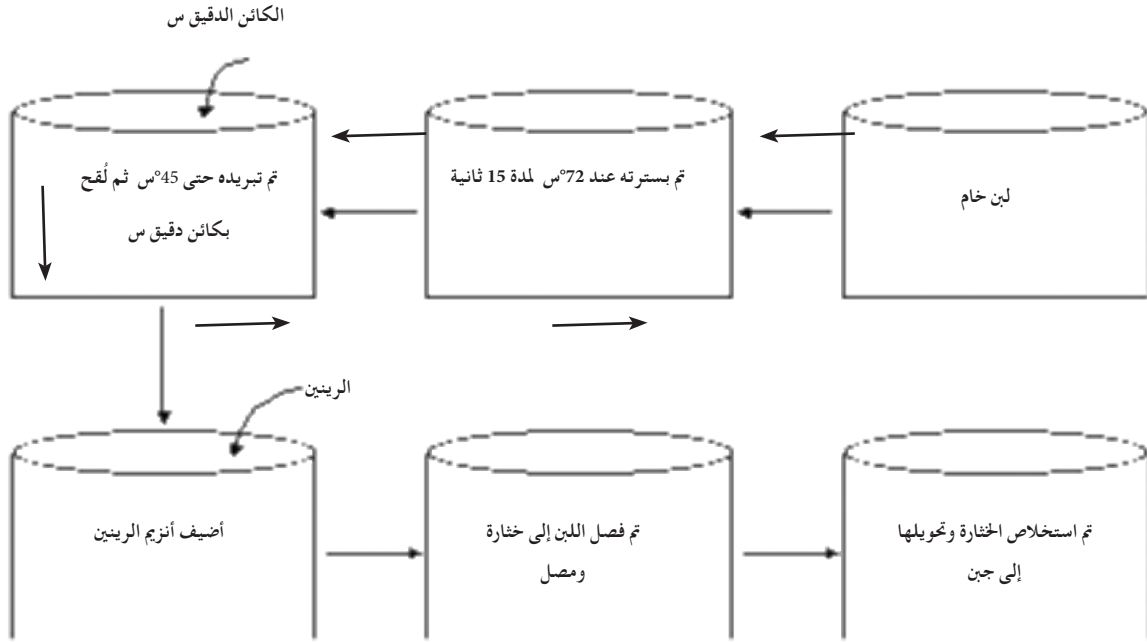 الكائن الدقيق س
لبن خام
تم بسترته عند 72°س لمدة 15 ثانية
تم تبريده حتى 45°س ثم لُقح
بكائن دقيق س
الرينين
أضيف أنزيم الرينين
تم فصل اللبن إلى خثارة
ومصل
تم استخلاص الخثارة وتحويلها
إلى جبن